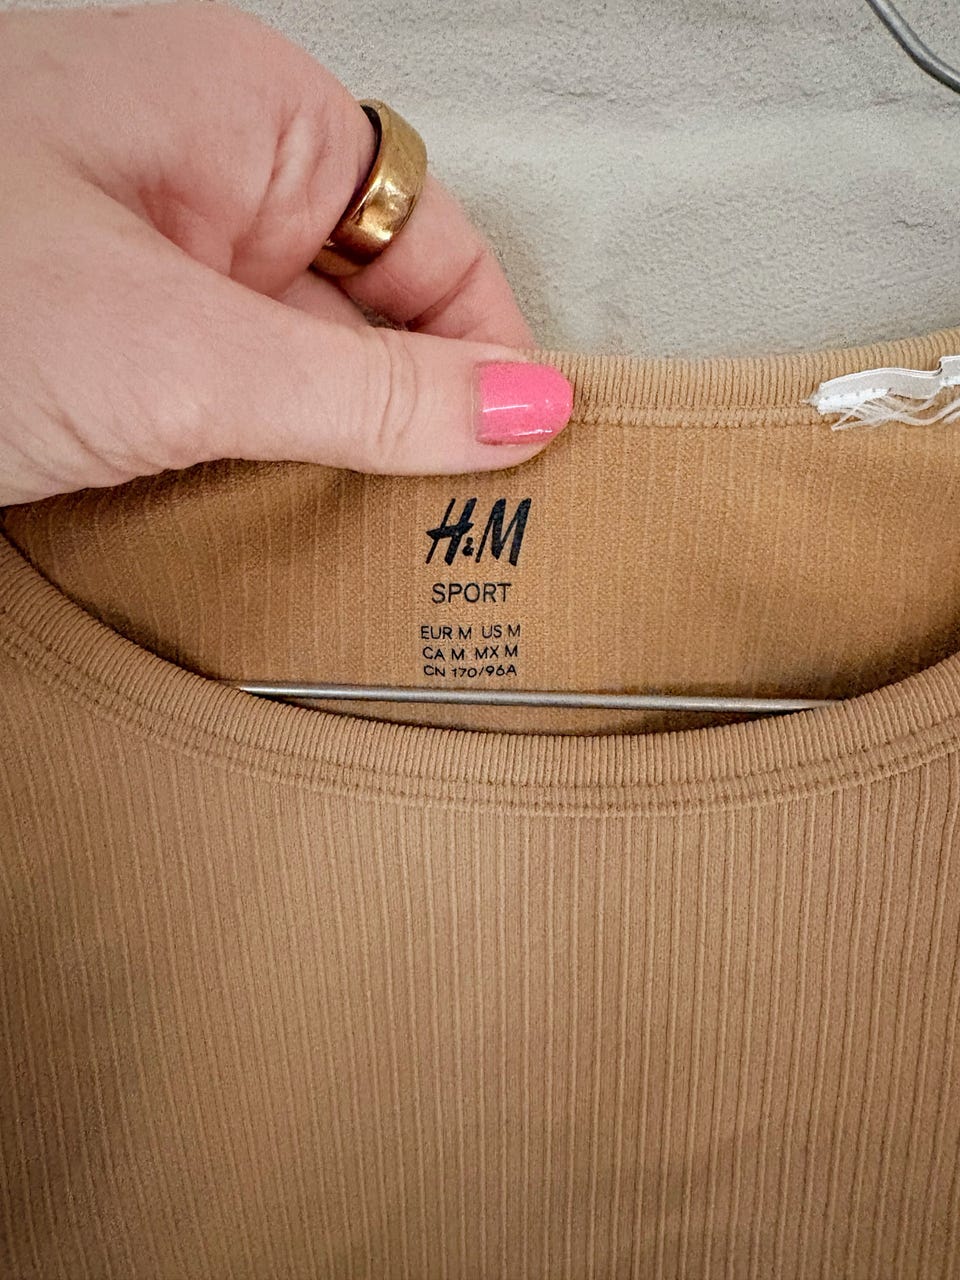 H&M
SPORT
EUR M US M
CA M MX M
CN 170/96A